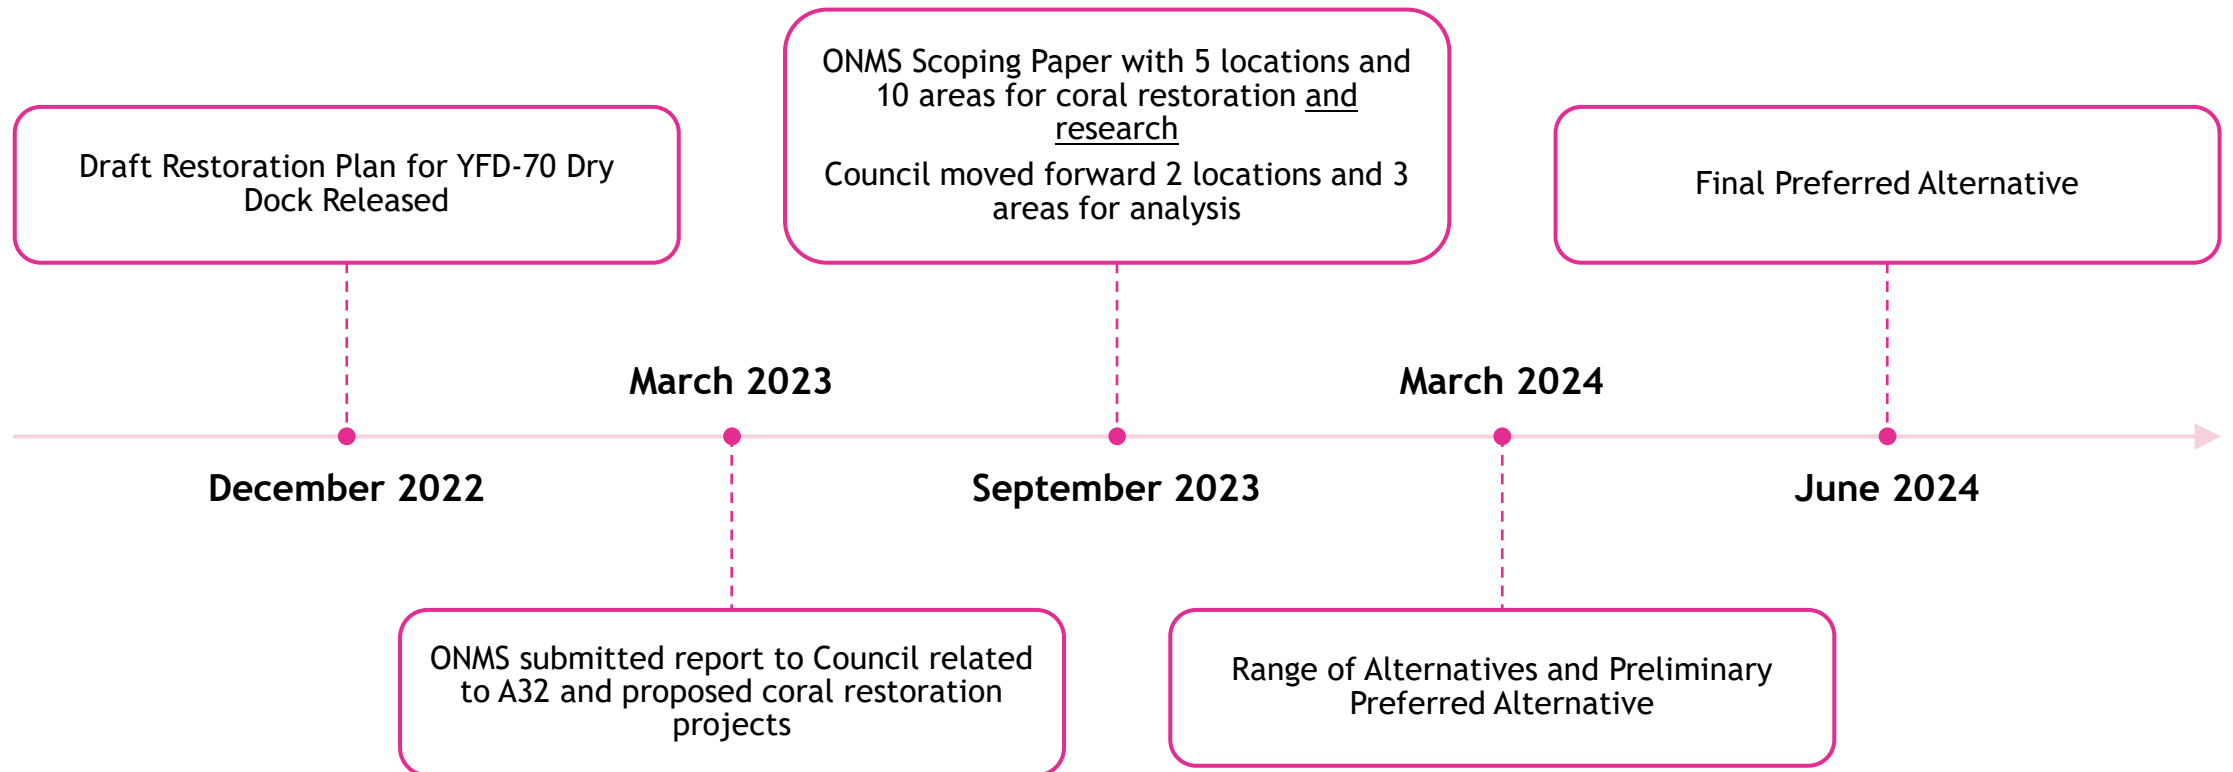 Draft Restoration Plan for YFD-70 Dry
Dock Released
December 2022
March 2023
ONMS submitted report to Council related
to A32 and proposed coral restoration
projects
ONMS Scoping Paper with 5 locations and
10 areas for coral restoration and
research
Council moved forward 2 locations and 3
areas for analysis
September 2023
March 2024
Range of Alternatives and Preliminary
Preferred Alternative
Final Preferred Alternative
June 2024